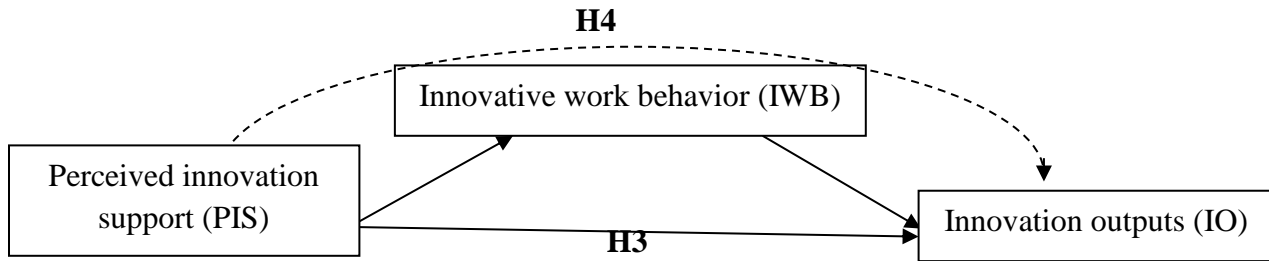 H4
Innovative work behavior (IWB)
Perceived innovation
support (PIS)
Innovation outputs (IO)
H3